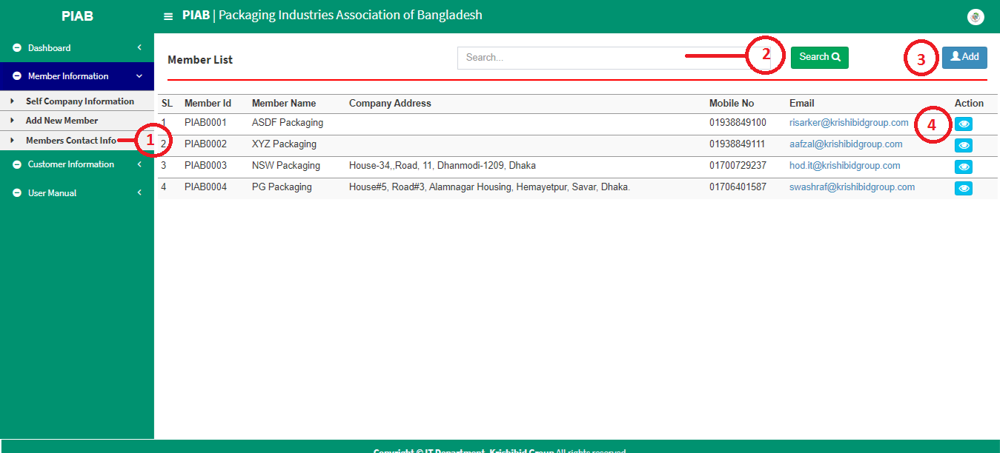 PIAB
PIAB | Packaging Industries Association of Bangladesh
Dashboard
Member Information
Self Company Information
Add New Member
Members Contact Info
Customer Information
User Manual
1
Member List
Search...
2
Search
3
Add
SL Member Id Member Name Company Address Mobile No Email Action
1 PIAB0001 ASDF Packaging 01938849100 risarker@krishibidgroup.com
4
2 PIAB0002 XYZ Packaging 01938849111 aafzal@krishibidgroup.com
3 PIAB0003 NSW Packaging House-34,,Road, 11, Dhanmodi-1209, Dhaka 01700729237 hod.it@krishibidgroup.com
4 PIAB0004 PG Packaging House#5, Road#3, Alamnagar Housing, Hemayetpur, Savar, Dhaka. 01706401587 swashraf@krishibidgroup.com
Copyright © IT Department, Krishibid Group All rights reserved